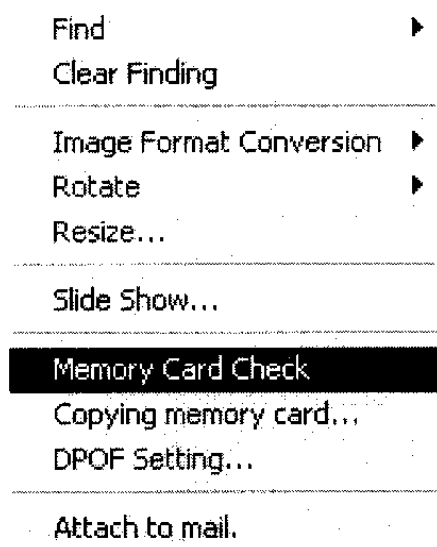 Find
Clear Finding
Image Format Conversion
Rotate
Resize...
Slide Show...
Memory Card Check
Copying memory card...
DPOF Setting...
Attach to mail.